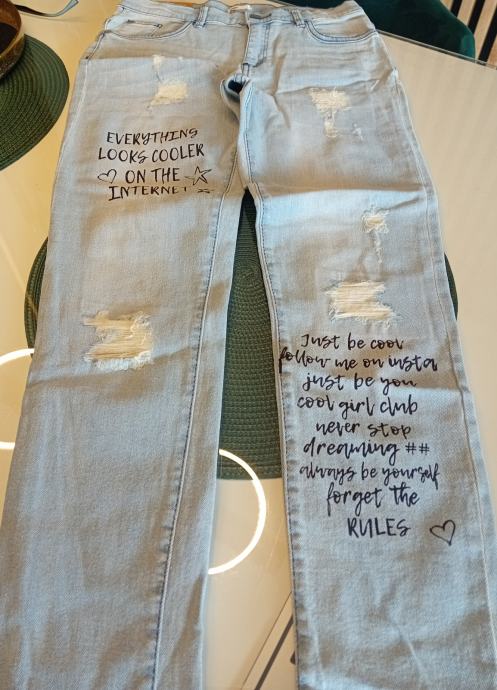 EVERYTHING
LOOKS COOLER
ON THE
INTERNET
Just be cool
follow me on insta
just be you
cool girl club
never stop
dreaming ##
always be yourself
forget the
RULES